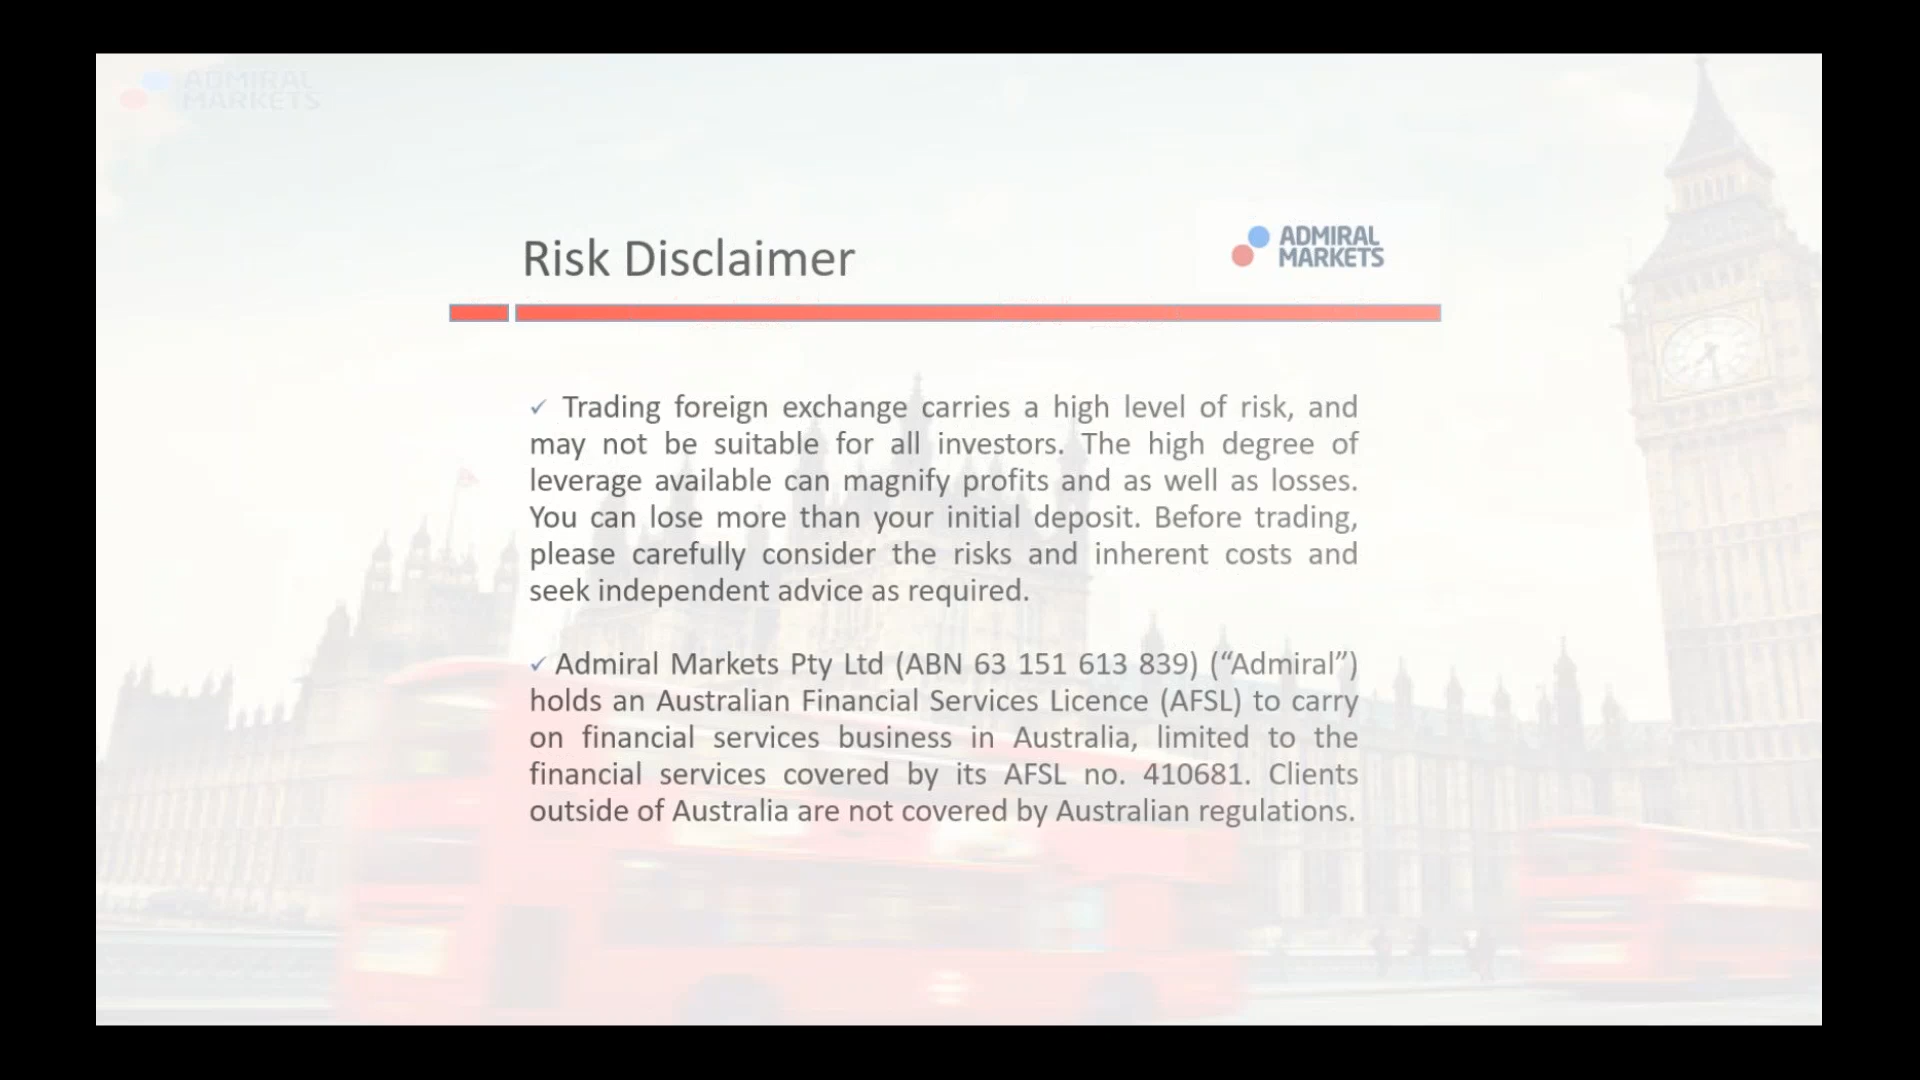 ADMIRAL
MARKETS
Risk Disclaimer
ADMIRAL
MARKETS
✓ Trading foreign exchange carries a high level of risk, and
may not be suitable for all investors. The high degree of
leverage available can magnify profits and as well as losses.
You can lose more than your initial deposit. Before trading,
please carefully consider the risks and inherent costs and
seek independent advice as required.
✓ Admiral Markets Pty Ltd (ABN 63 151 613 839) (“Admiral”)
holds an Australian Financial Services Licence (AFSL) to carry
on financial services business in Australia, limited to the
financial services covered by its AFSL no. 410681. Clients
outside of Australia are not covered by Australian regulations.